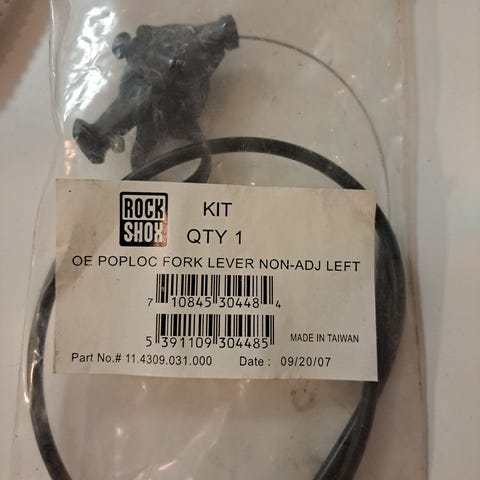 ROCK
SHOX
KIT
QTY 1
OE POPLOC FORK LEVER NON-ADJ LEFT
7 10845 30448 4
5 391109 304485
MADE IN TAIWAN
Part No.# 11.4309.031.000 Date : 09/20/07